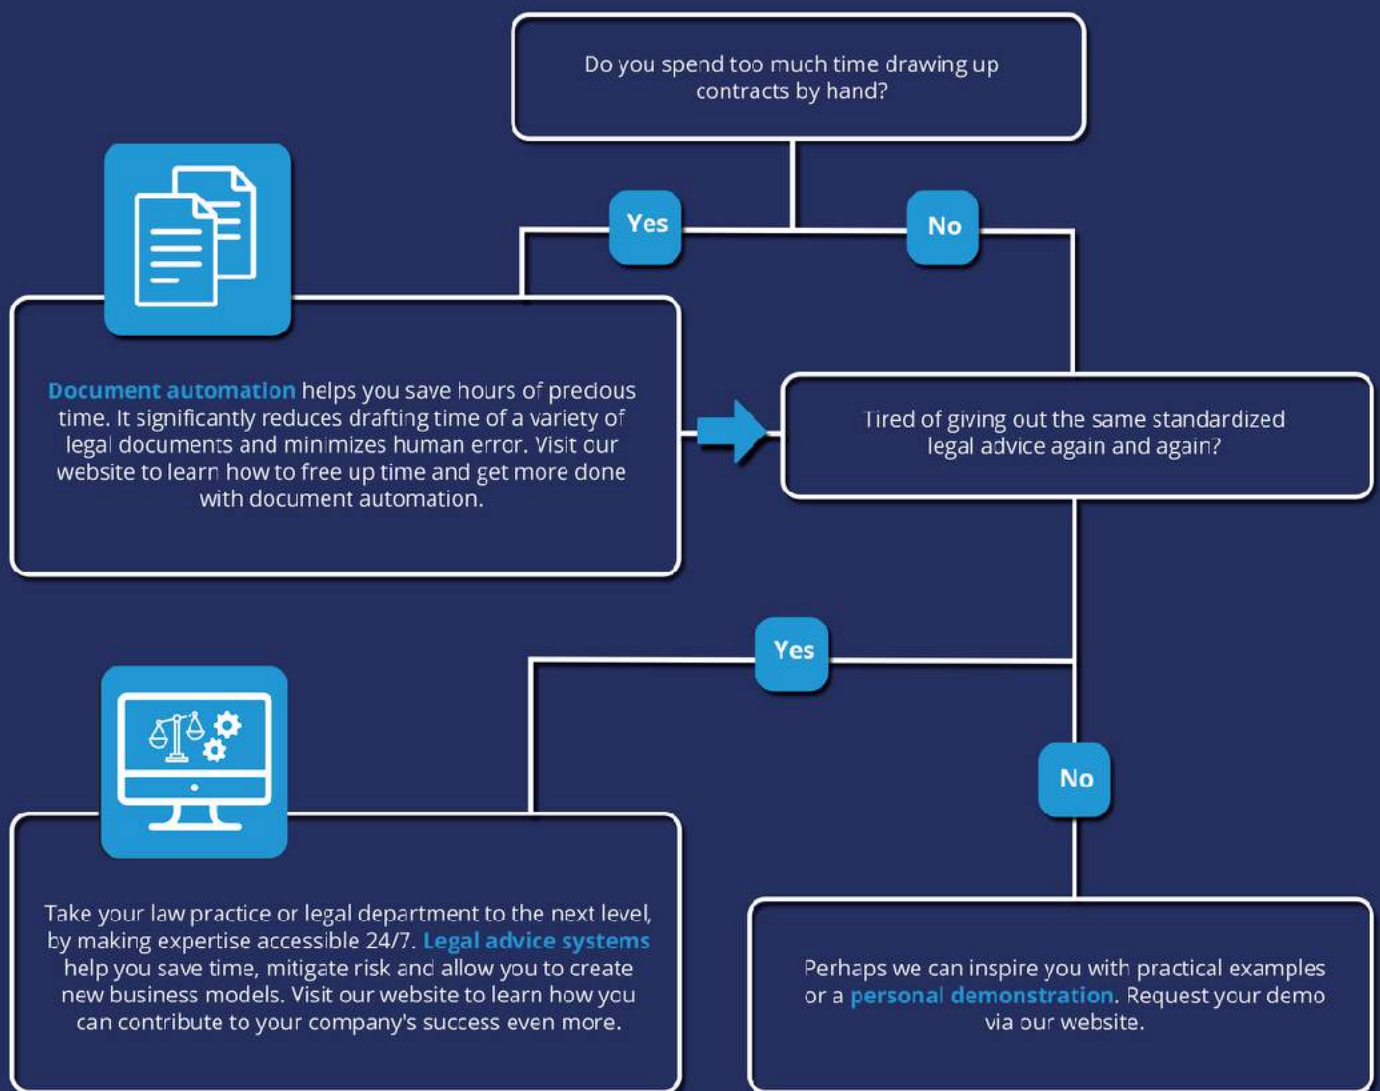 Do you spend too much time drawing up
contracts by hand?
Yes
No
Document automation helps you save hours of precious
time. It significantly reduces drafting time of a variety of
legal documents and minimizes human error. Visit our
website to learn how to free up time and get more done
with document automation.
Tired of giving out the same standardized
legal advice again and again?
Yes
No
Take your law practice or legal department to the next level,
by making expertise accessible 24/7. Legal advice systems
help you save time, mitigate risk and allow you to create
new business models. Visit our website to learn how you
can contribute to your company's success even more.
Perhaps we can inspire you with practical examples
or a personal demonstration. Request your demo
via our website.